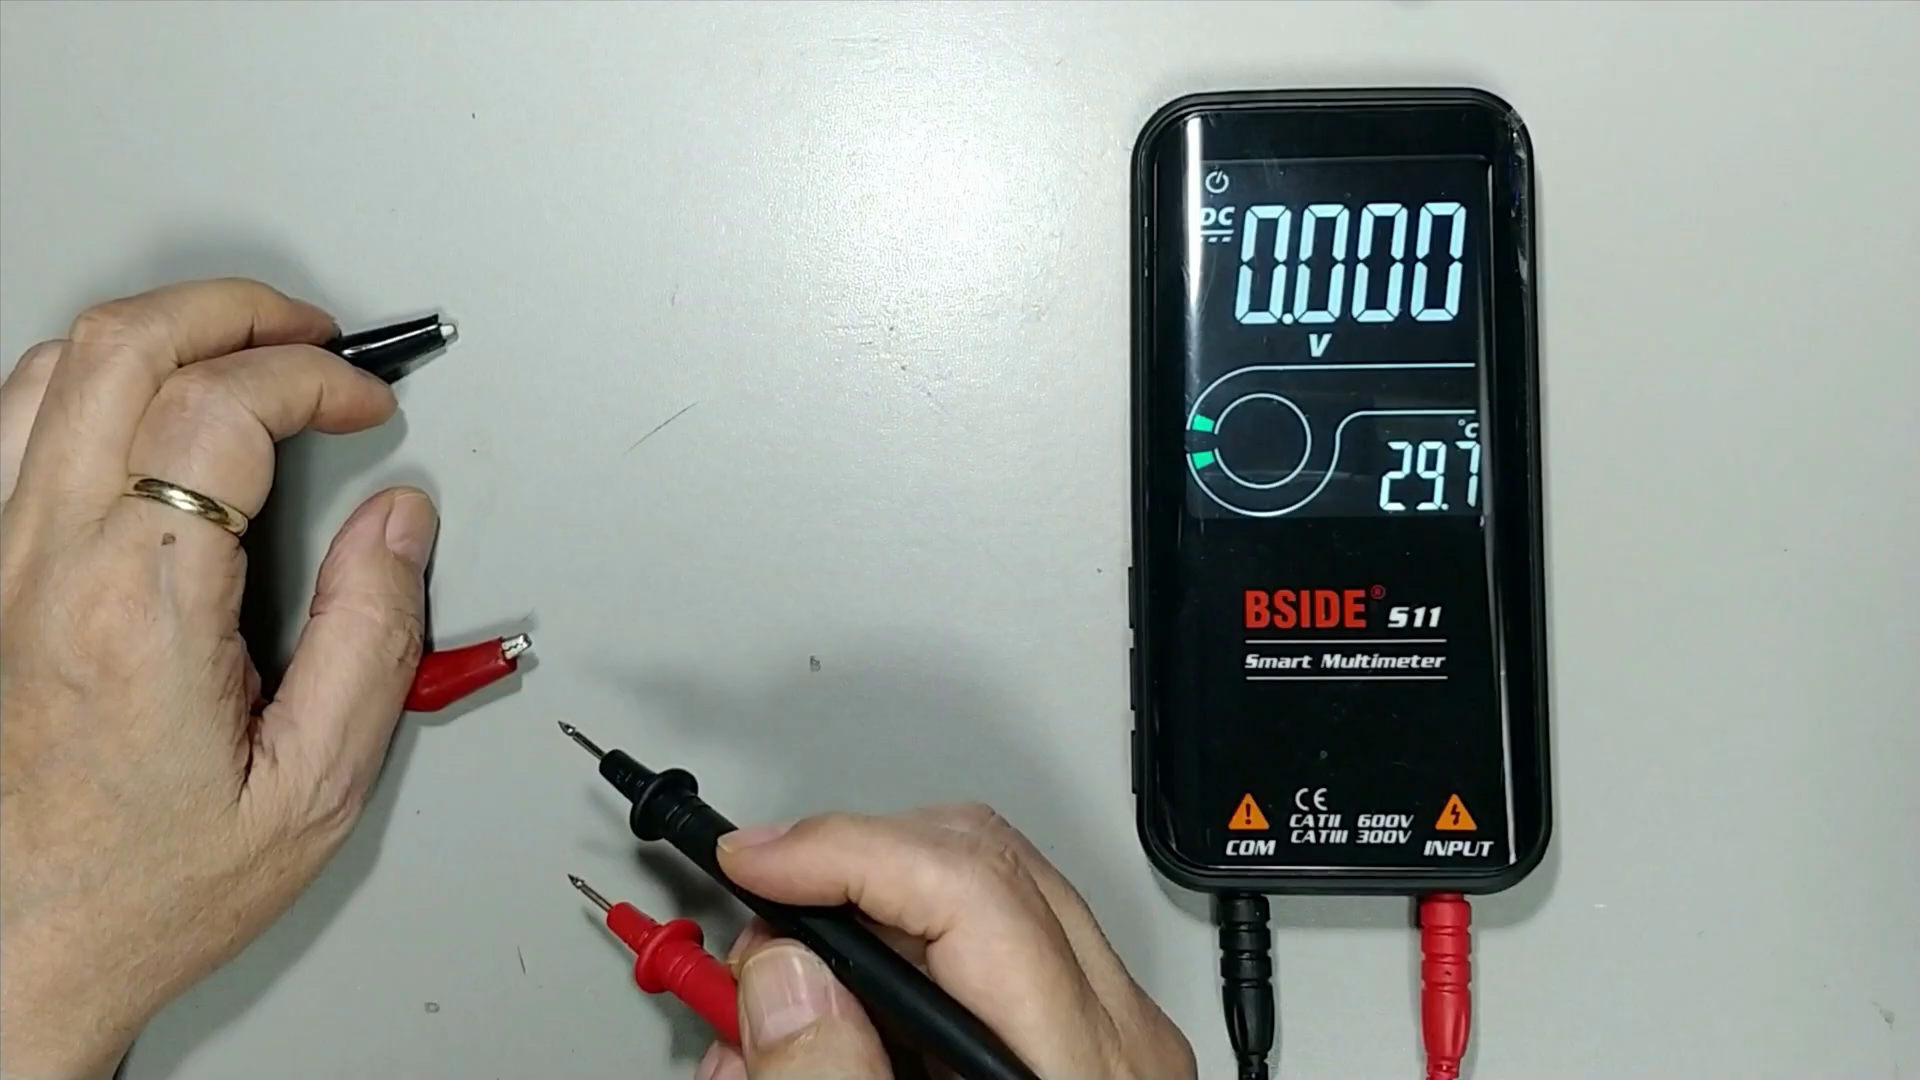 DC 0.000
V
°C
29.7
BSIDE® S11
Smart Multimeter
CE
CATII 600V
CATIII 300V
COM
INPUT